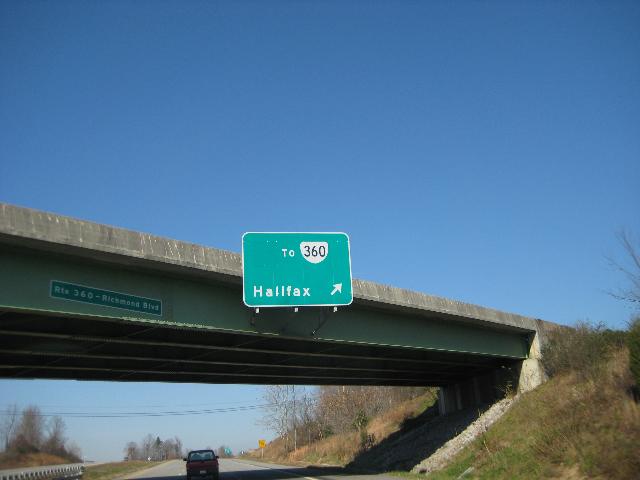 To 360
Halifax
Rte 360 - Richmond Blvd